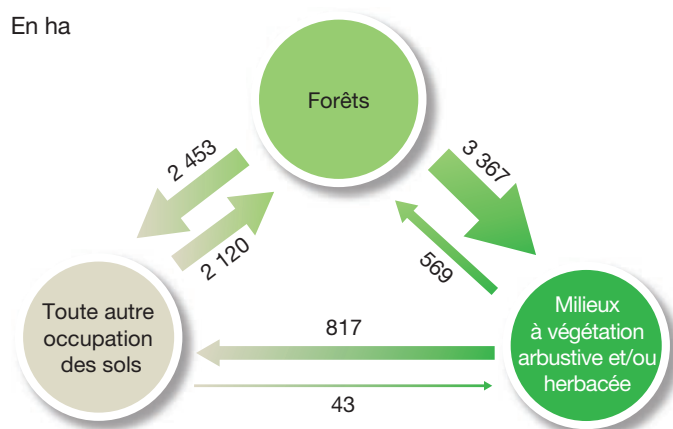 En ha
Forêts
2 453
3 367
2 120
569
Toute autre
occupation
des sols
817
43
Milieux
à végétation
arbustive et/ou
herbacée